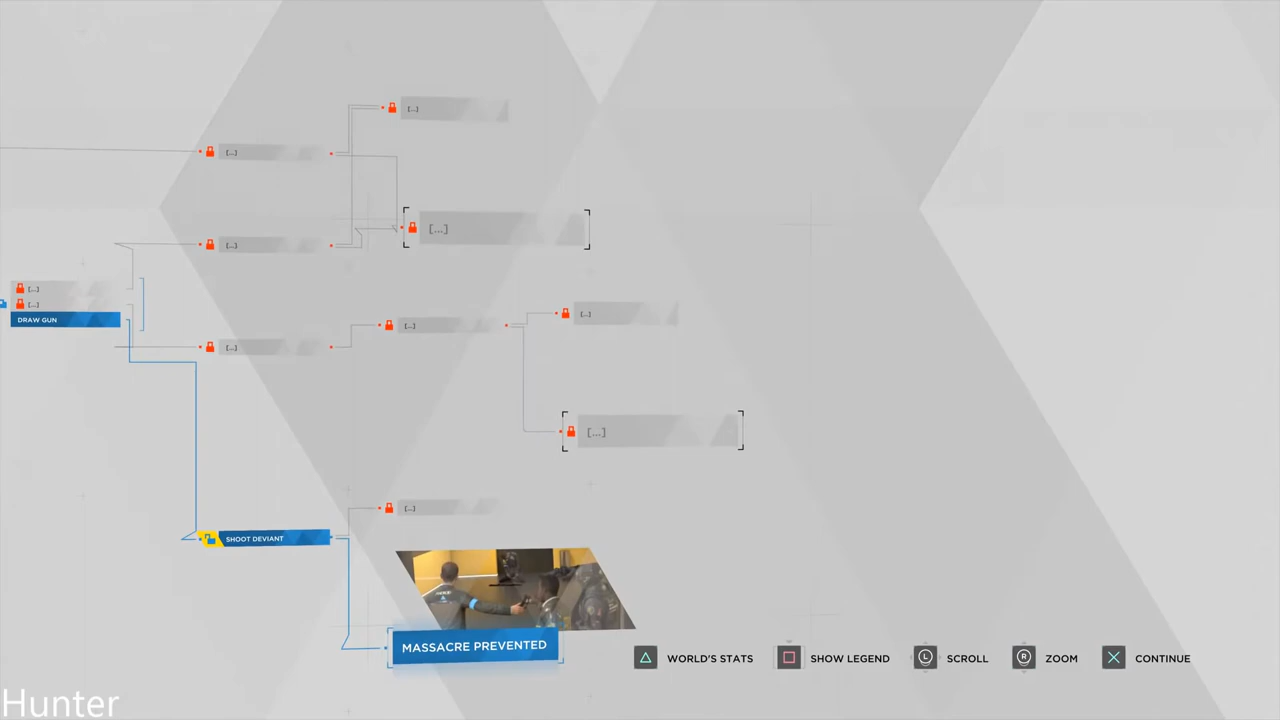 [...]
[...]
[...]
[...]
[...]
[...]
DRAW GUN
[...]
[...]
[...]
[...]
[...]
SHOOT DEVIANT
MASSACRE PREVENTED
WORLD'S STATS
SHOW LEGEND
L
SCROLL
R
ZOOM
CONTINUE
Hunter